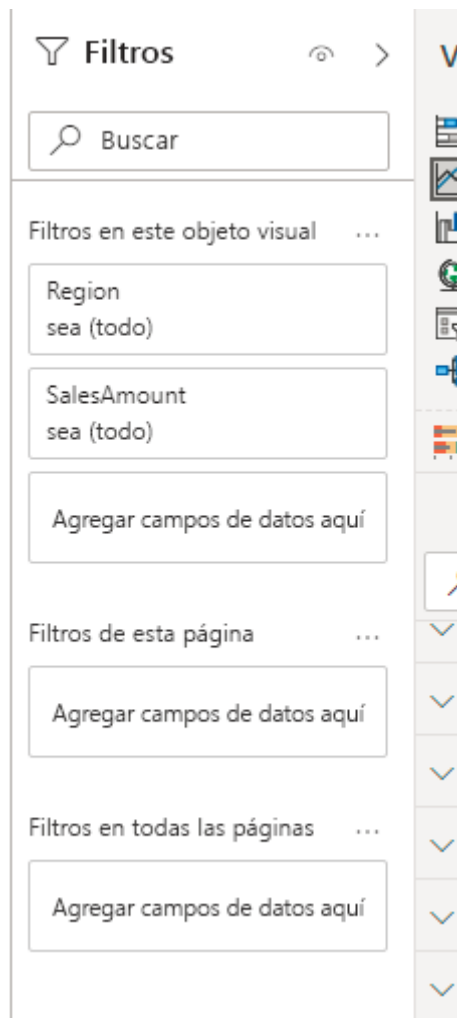 Filtros
Buscar
Filtros en este objeto visual ...
Region
sea (todo)
SalesAmount
sea (todo)
Agregar campos de datos aquí
Filtros de esta página ...
Agregar campos de datos aquí
Filtros en todas las páginas ...
Agregar campos de datos aquí